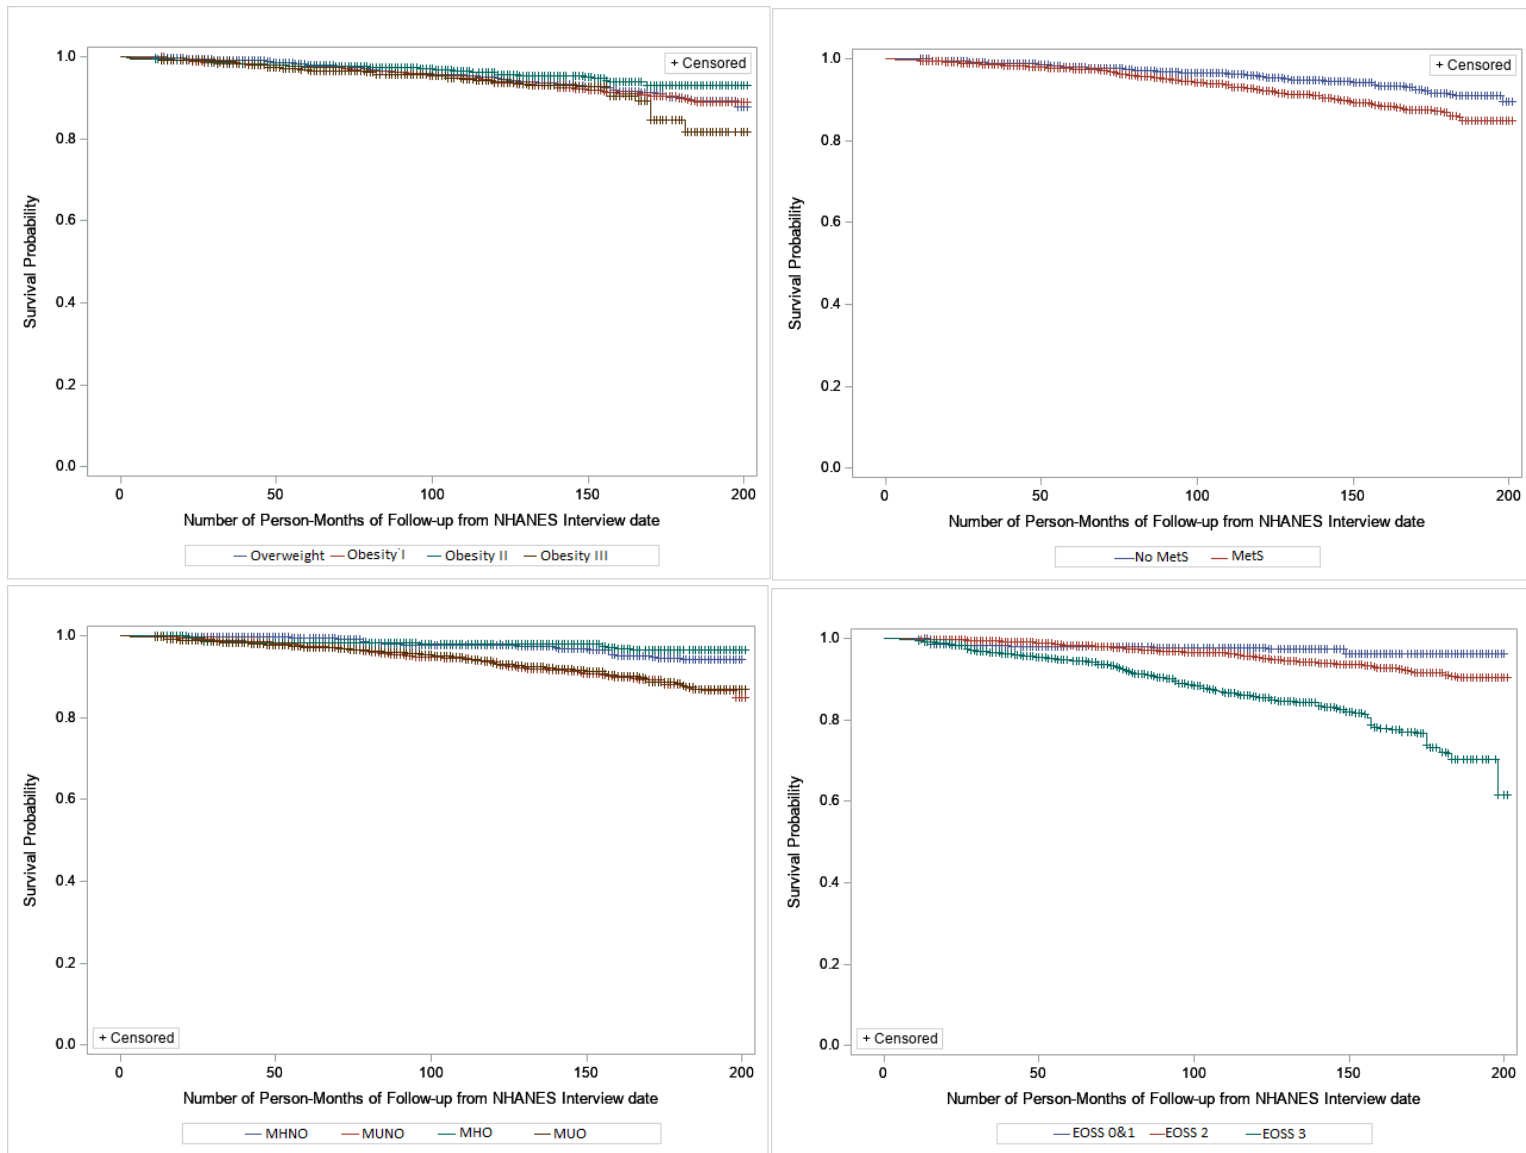 + Censored
1.0
0.8
0.6
0.4
0.2
0.0
Survival Probability
0 50 100 150 200
Number of Person-Months of Follow-up from NHANES Interview date
Overweight Obesity I Obesity II Obesity III
+ Censored
1.0
0.8
0.6
0.4
0.2
0.0
Survival Probability
0 50 100 150 200
Number of Person-Months of Follow-up from NHANES Interview date
No MetS MetS
1.0
0.8
0.6
0.4
0.2
0.0
Survival Probability
+ Censored
0 50 100 150 200
Number of Person-Months of Follow-up from NHANES Interview date
MHNO MUNO MHO MUO
1.0
0.8
0.6
0.4
0.2
0.0
Survival Probability
+ Censored
0 50 100 150 200
Number of Person-Months of Follow-up from NHANES Interview date
EOSS 0&1 EOSS 2 EOSS 3